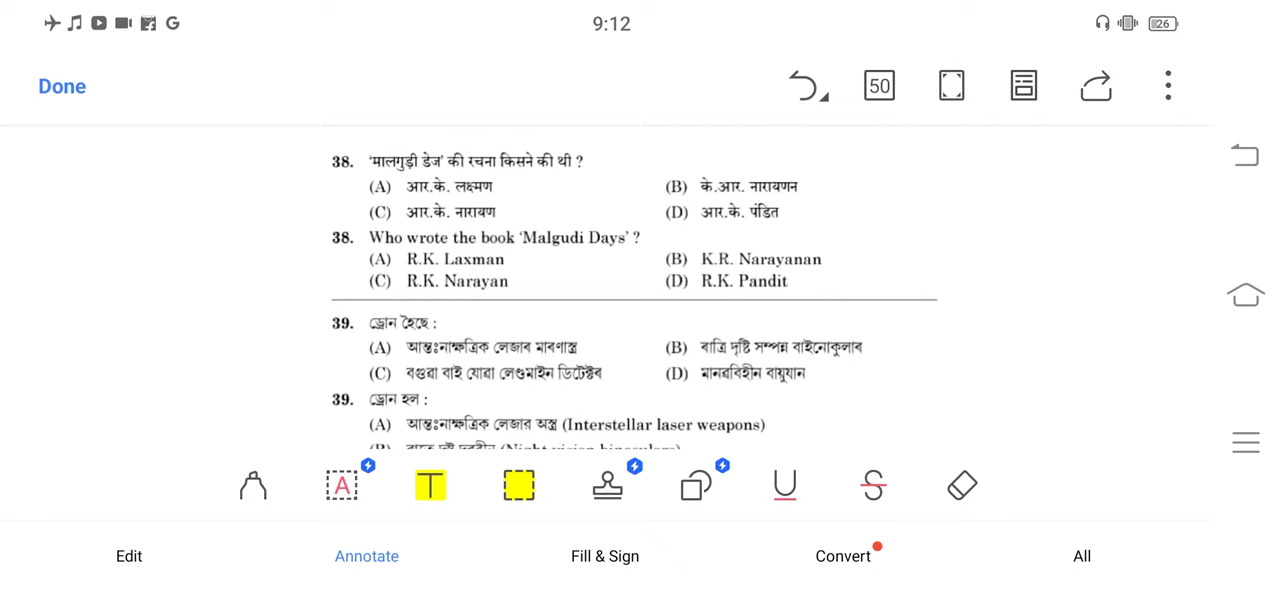 9:12
26
Done
50
38. 'मालगुड़ी डेज' की रचना किसने की थी ?
(A) आर.के. लक्ष्मण (B) के.आर. नारायणन
(C) आर.के. नारायण (D) आर.के. पंडित
38. Who wrote the book 'Malgudi Days' ?
(A) R.K. Laxman (B) K.R. Narayanan
(C) R.K. Narayan (D) R.K. Pandit
39. ড্ৰোন হৈছে :
(A) আন্তঃনাক্ষত্ৰিক লেজাৰ মাৰণাস্ত্ৰ (B) ৰাত্ৰি দৃষ্টি সম্পন্ন বাইনোকুলাৰ
(C) বগুৱা বাই যোৱা লেণ্ডমাইন ডিটেক্টৰ (D) মানৱবিহীন বায়ুযান
39. ড্রোন হল :
(A) আন্তঃনাক্ষত্রিক লেজার অস্ত্র (Interstellar laser weapons)
Edit Annotate Fill & Sign Convert All